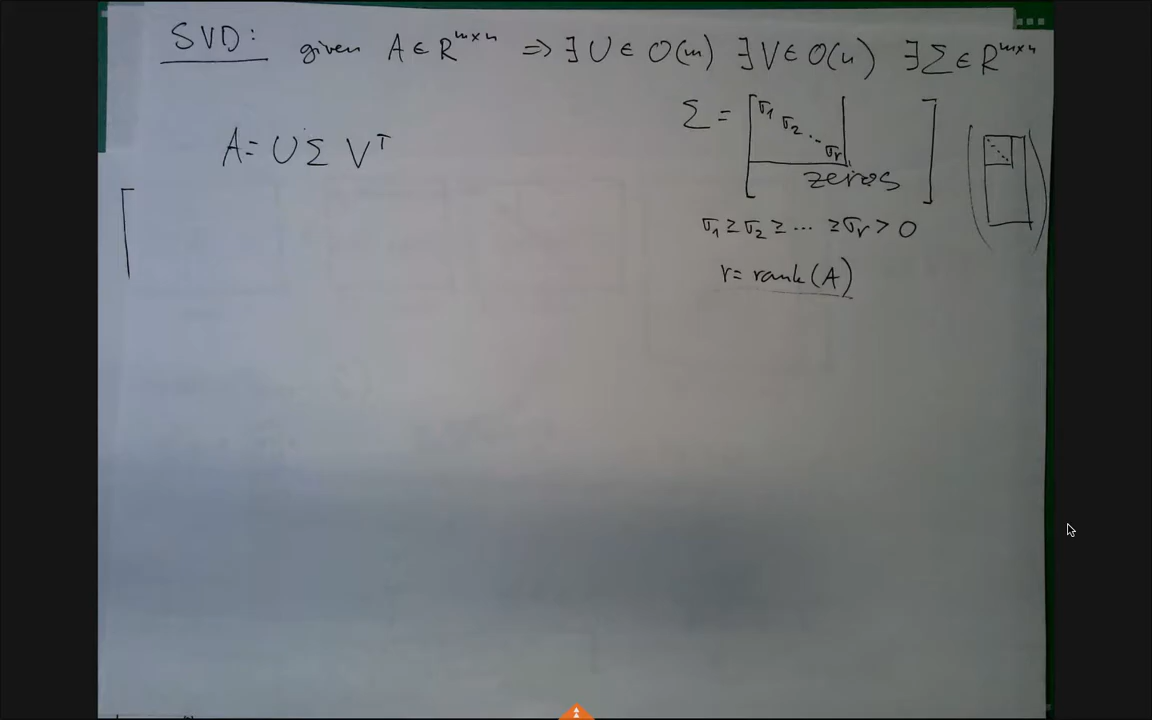 SVD: given A ∈ R^{m×n} ⇒ ∃ U ∈ O(m) ∃ V ∈ O(n) ∃ Σ ∈ R^{m×n}
A = U Σ V^T
Σ = [σ₁ σ₂ ⋱ σᵣ zeros]
σ₁ ≥ σ₂ ≥ ... ≥ σᵣ > 0
r = rank(A)